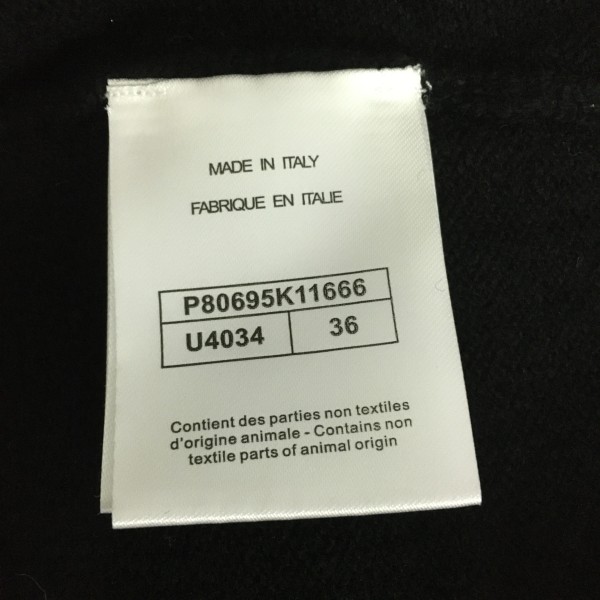 MADE IN ITALY
FABRIQUE EN ITALIE
P80695K11666
U4034 36
Contient des parties non textiles
d'origine animale - Contains non
textile parts of animal origin